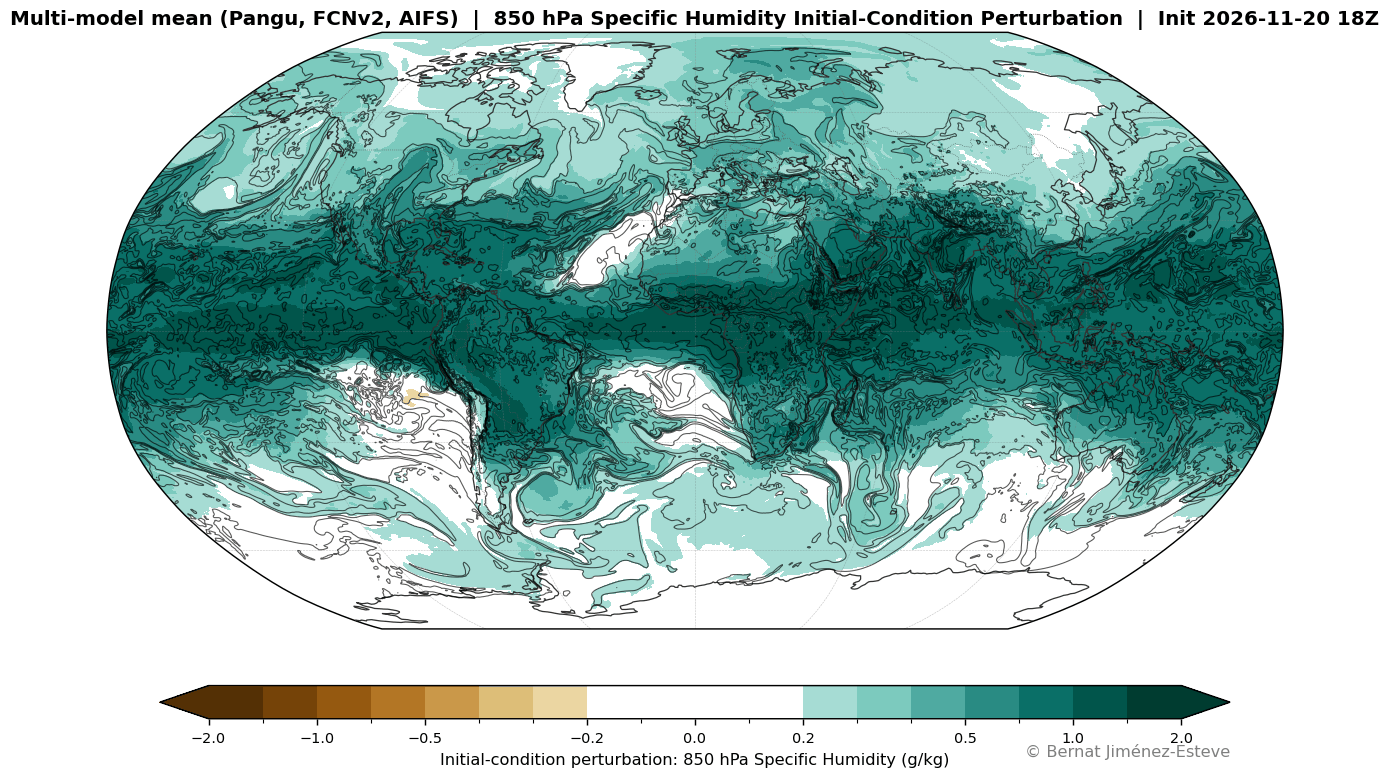 Multi-model mean (Pangu, FCNv2, AIFS) | 850 hPa Specific Humidity Initial-Condition Perturbation | Init 2026-11-20 18Z
−2.0 −1.0 −0.5 −0.2 0.0 0.2 0.5 1.0 2.0
Initial-condition perturbation: 850 hPa Specific Humidity (g/kg)
© Bernat Jiménez-Esteve